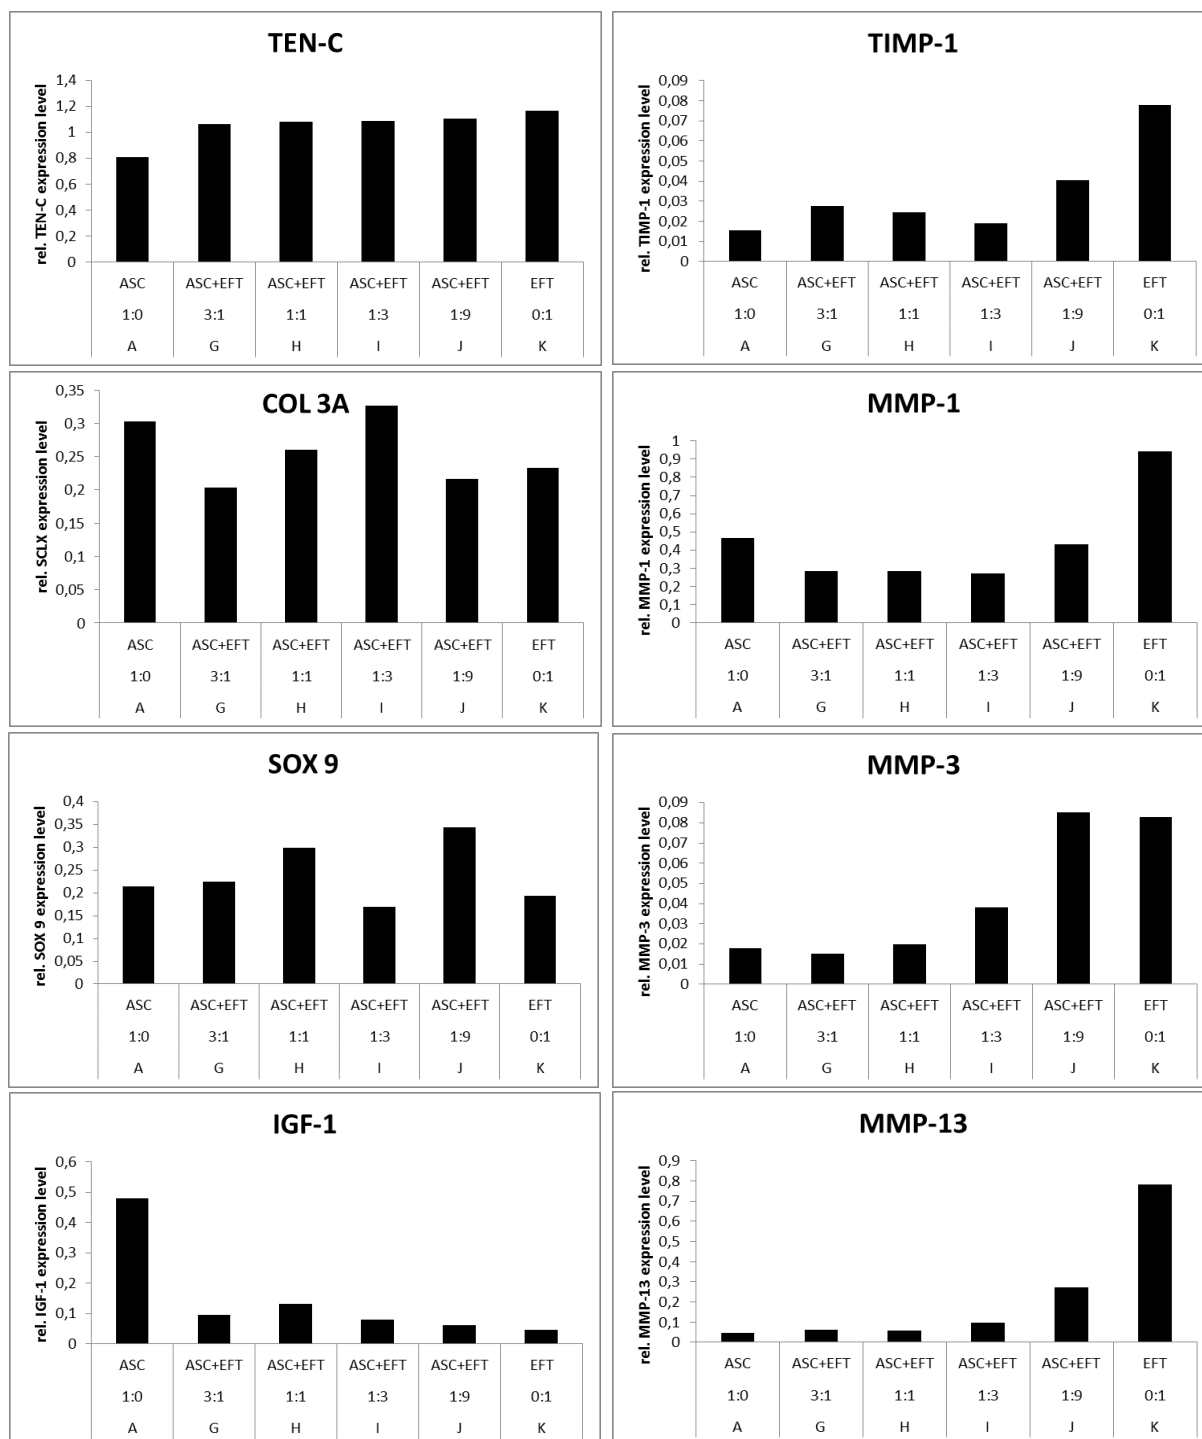 TEN-C
rel. TEN-C expression level
1,4
1,2
1
0,8
0,6
0,4
0,2
0
ASC ASC+EFT ASC+EFT ASC+EFT ASC+EFT EFT
1:0 3:1 1:1 1:3 1:9 0:1
A G H I J K
TIMP-1
rel. TIMP-1 expression level
0,09
0,08
0,07
0,06
0,05
0,04
0,03
0,02
0,01
0
ASC ASC+EFT ASC+EFT ASC+EFT ASC+EFT EFT
1:0 3:1 1:1 1:3 1:9 0:1
A G H I J K
COL 3A
rel. SCLX expression level
0,35
0,3
0,25
0,2
0,15
0,1
0,05
0
ASC ASC+EFT ASC+EFT ASC+EFT ASC+EFT EFT
1:0 3:1 1:1 1:3 1:9 0:1
A G H I J K
MMP-1
rel. MMP-1 expression level
1
0,9
0,8
0,7
0,6
0,5
0,4
0,3
0,2
0,1
0
ASC ASC+EFT ASC+EFT ASC+EFT ASC+EFT EFT
1:0 3:1 1:1 1:3 1:9 0:1
A G H I J K
SOX 9
rel. SOX 9 expression level
0,4
0,35
0,3
0,25
0,2
0,15
0,1
0,05
0
ASC ASC+EFT ASC+EFT ASC+EFT ASC+EFT EFT
1:0 3:1 1:1 1:3 1:9 0:1
A G H I J K
MMP-3
rel. MMP-3 expression level
0,09
0,08
0,07
0,06
0,05
0,04
0,03
0,02
0,01
0
ASC ASC+EFT ASC+EFT ASC+EFT ASC+EFT EFT
1:0 3:1 1:1 1:3 1:9 0:1
A G H I J K
IGF-1
rel. IGF-1 expression level
0,6
0,5
0,4
0,3
0,2
0,1
0
ASC ASC+EFT ASC+EFT ASC+EFT ASC+EFT EFT
1:0 3:1 1:1 1:3 1:9 0:1
A G H I J K
MMP-13
rel. MMP-13 expression level
0,9
0,8
0,7
0,6
0,5
0,4
0,3
0,2
0,1
0
ASC ASC+EFT ASC+EFT ASC+EFT ASC+EFT EFT
1:0 3:1 1:1 1:3 1:9 0:1
A G H I J K